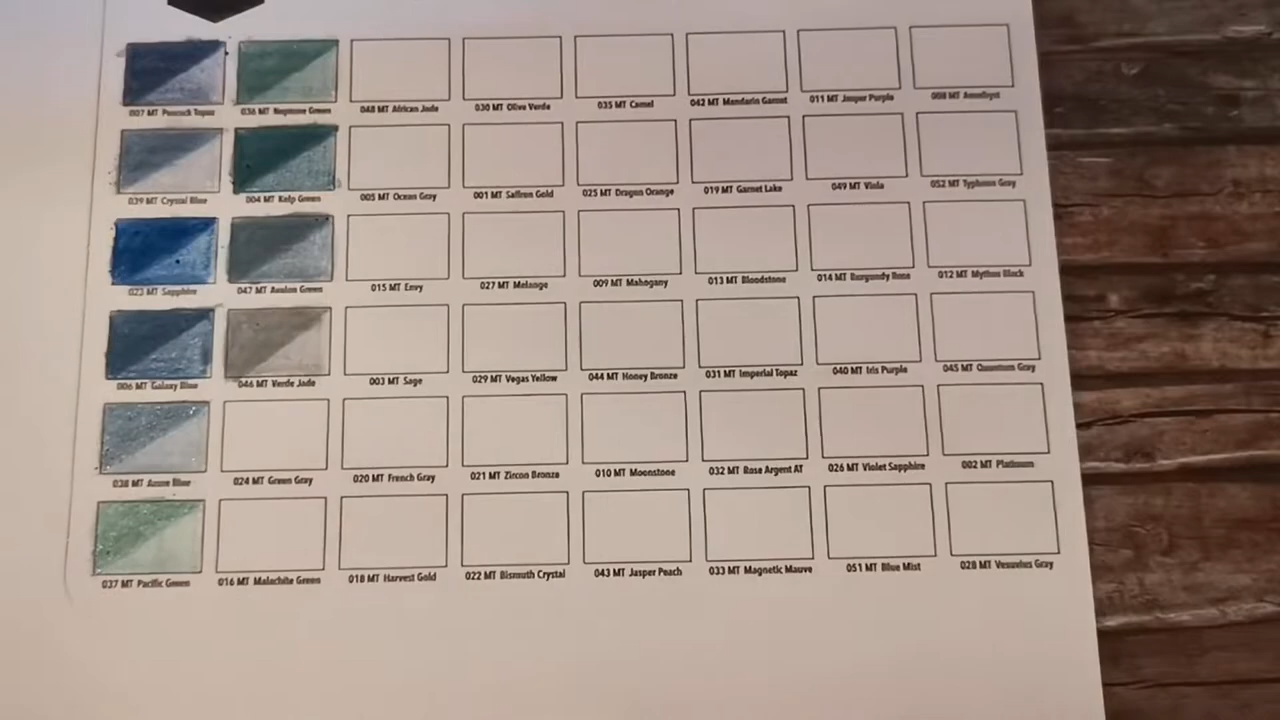 007 MT Peacock Topaz
036 MT Neptune Green
048 MT African Jade
030 MT Olive Verde
035 MT Camel
042 MT Mandarin Garnet
011 MT Jasper Purple
008 MT Amethyst
039 MT Crystal Blue
004 MT Kelp Green
005 MT Ocean Gray
001 MT Saffron Gold
025 MT Dragon Orange
019 MT Garnet Lake
049 MT Viola
052 MT Typhoon Gray
023 MT Sapphire
047 MT Avalon Green
015 MT Envy
027 MT Melange
009 MT Mahogany
013 MT Bloodstone
014 MT Burgundy Rose
012 MT Mython Black
006 MT Galaxy Blue
046 MT Verde Jade
003 MT Sage
029 MT Vegas Yellow
044 MT Honey Bronze
031 MT Imperial Topaz
040 MT Iris Purple
045 MT Quantum Gray
038 MT Azure Blue
024 MT Green Gray
020 MT French Gray
021 MT Zircon Bronze
010 MT Moonstone
032 MT Rose Argent AT
026 MT Violet Sapphire
002 MT Platinum
037 MT Pacific Green
016 MT Malachite Green
018 MT Harvest Gold
022 MT Bismuth Crystal
043 MT Jasper Peach
033 MT Magnetic Mauve
051 MT Blue Mist
028 MT Vesuvius Gray